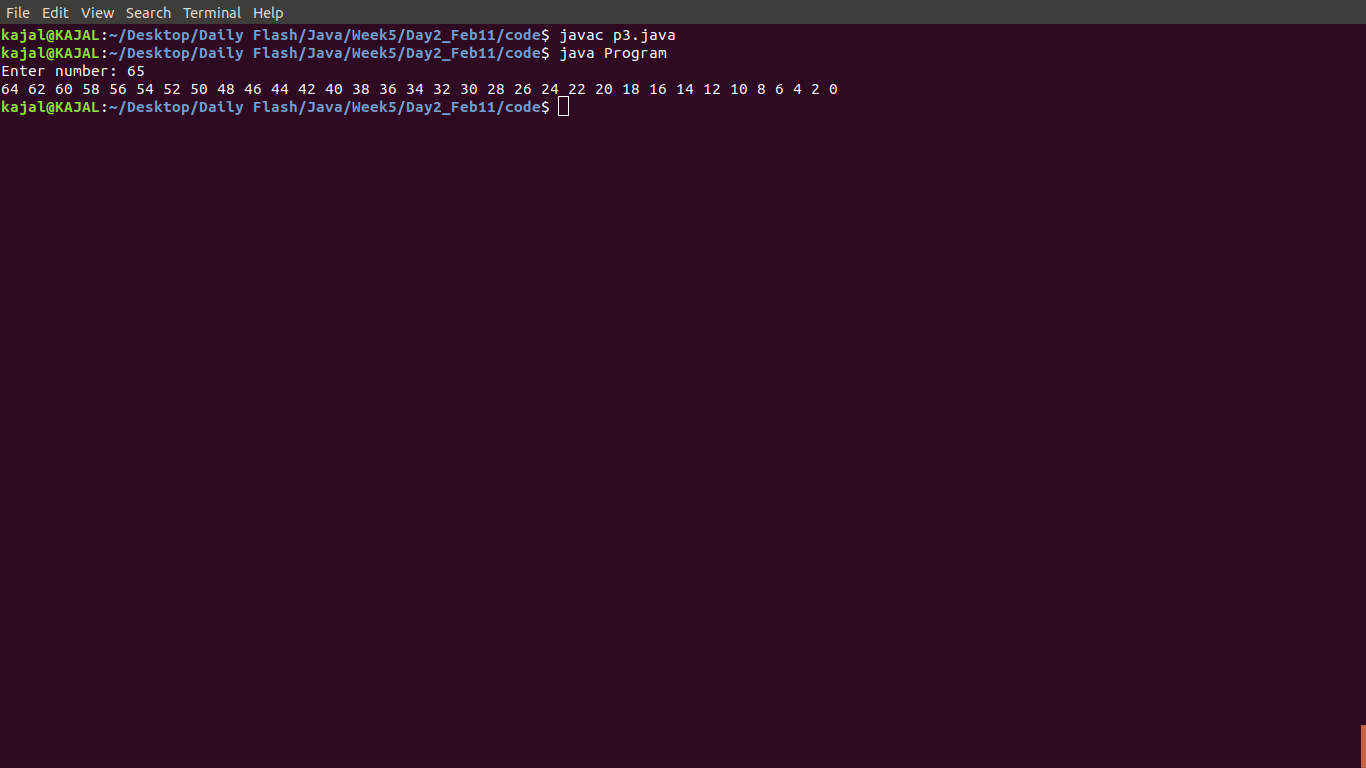 File Edit View Search Terminal Help
kajal@KAJAL:~/Desktop/Daily Flash/Java/Week5/Day2_Feb11/code$ javac p3.java
kajal@KAJAL:~/Desktop/Daily Flash/Java/Week5/Day2_Feb11/code$ java Program
Enter number: 65
64 62 60 58 56 54 52 50 48 46 44 42 40 38 36 34 32 30 28 26 24 22 20 18 16 14 12 10 8 6 4 2 0
kajal@KAJAL:~/Desktop/Daily Flash/Java/Week5/Day2_Feb11/code$